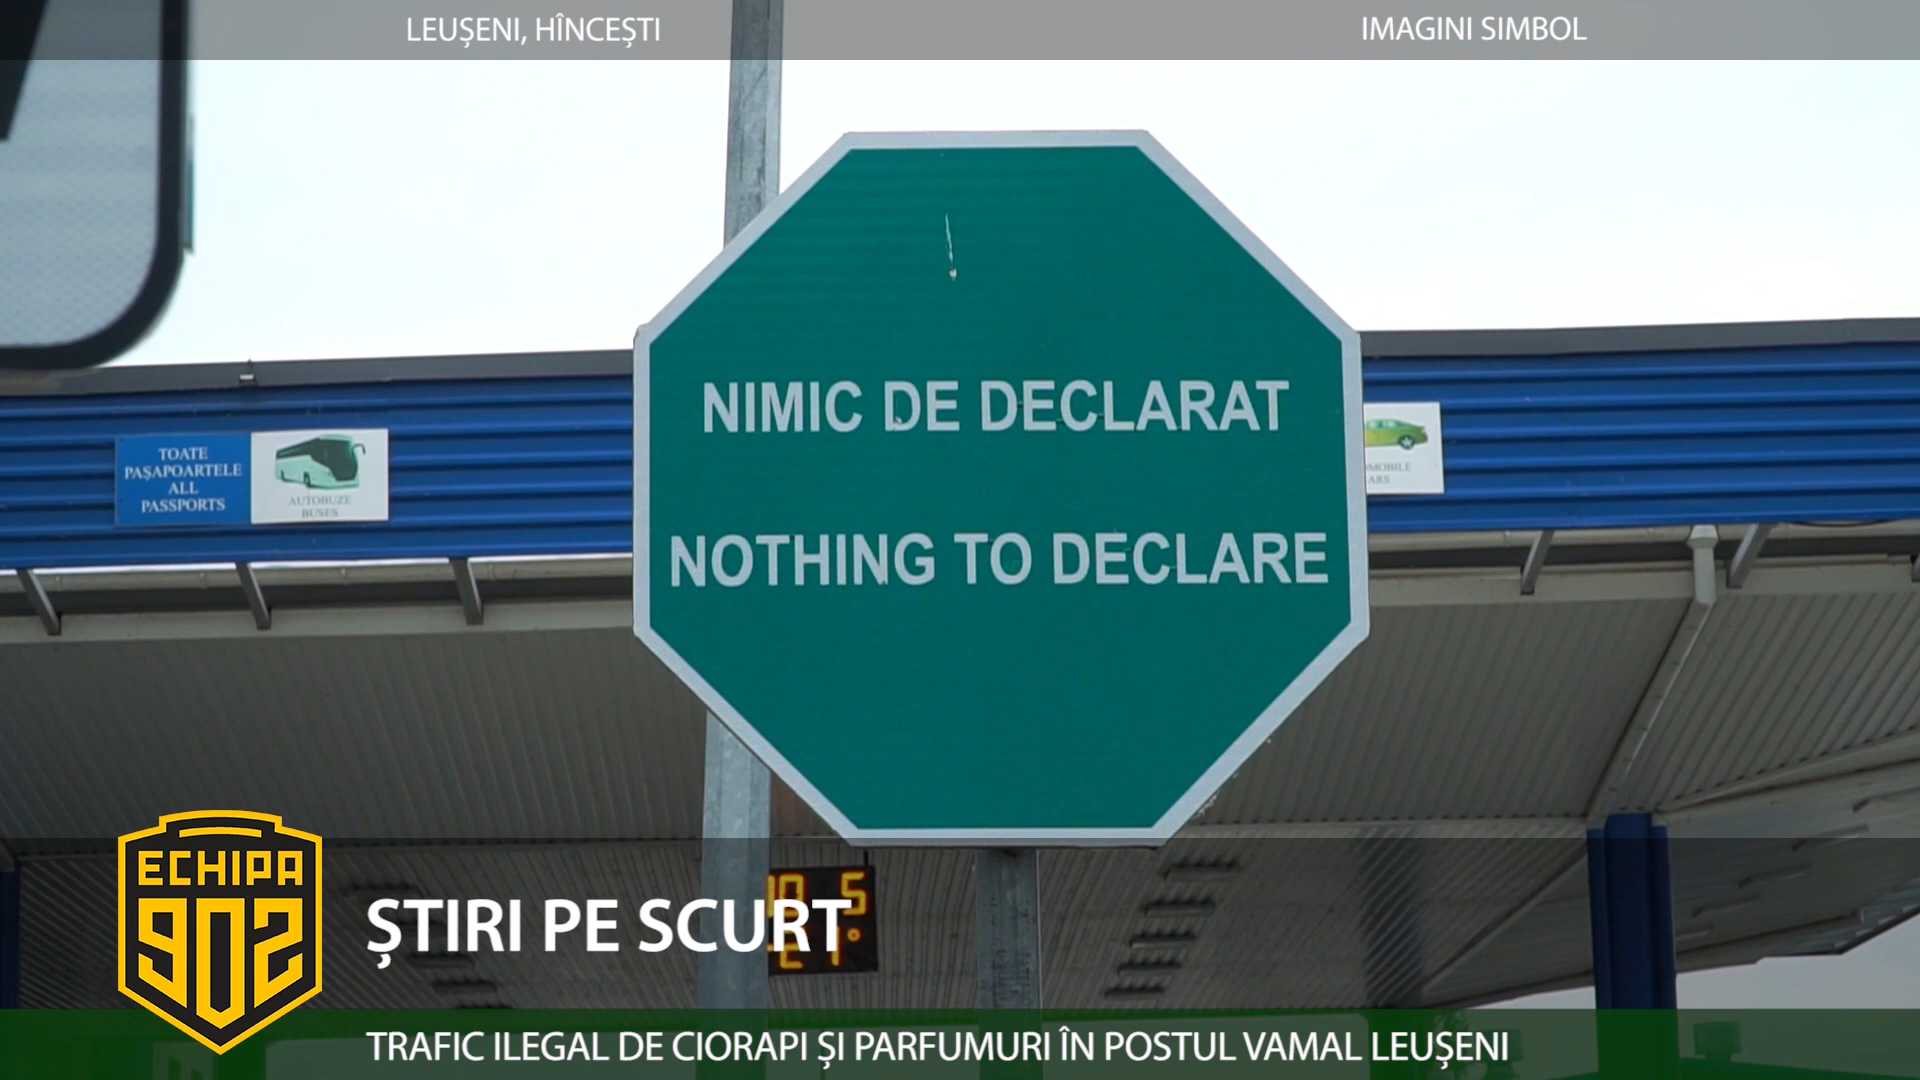 LEUȘENI, HÎNCEȘTI
IMAGINI SIMBOL
NIMIC DE DECLARAT
NOTHING TO DECLARE
TOATE
PAȘAPOARTELE
ALL
PASSPORTS
AUTOBUZE
BUSES
ECHIPA
902
ȘTIRI PE SCURT
TRAFIC ILEGAL DE CIORAPI ȘI PARFUMURI ÎN POSTUL VAMAL LEUȘENI